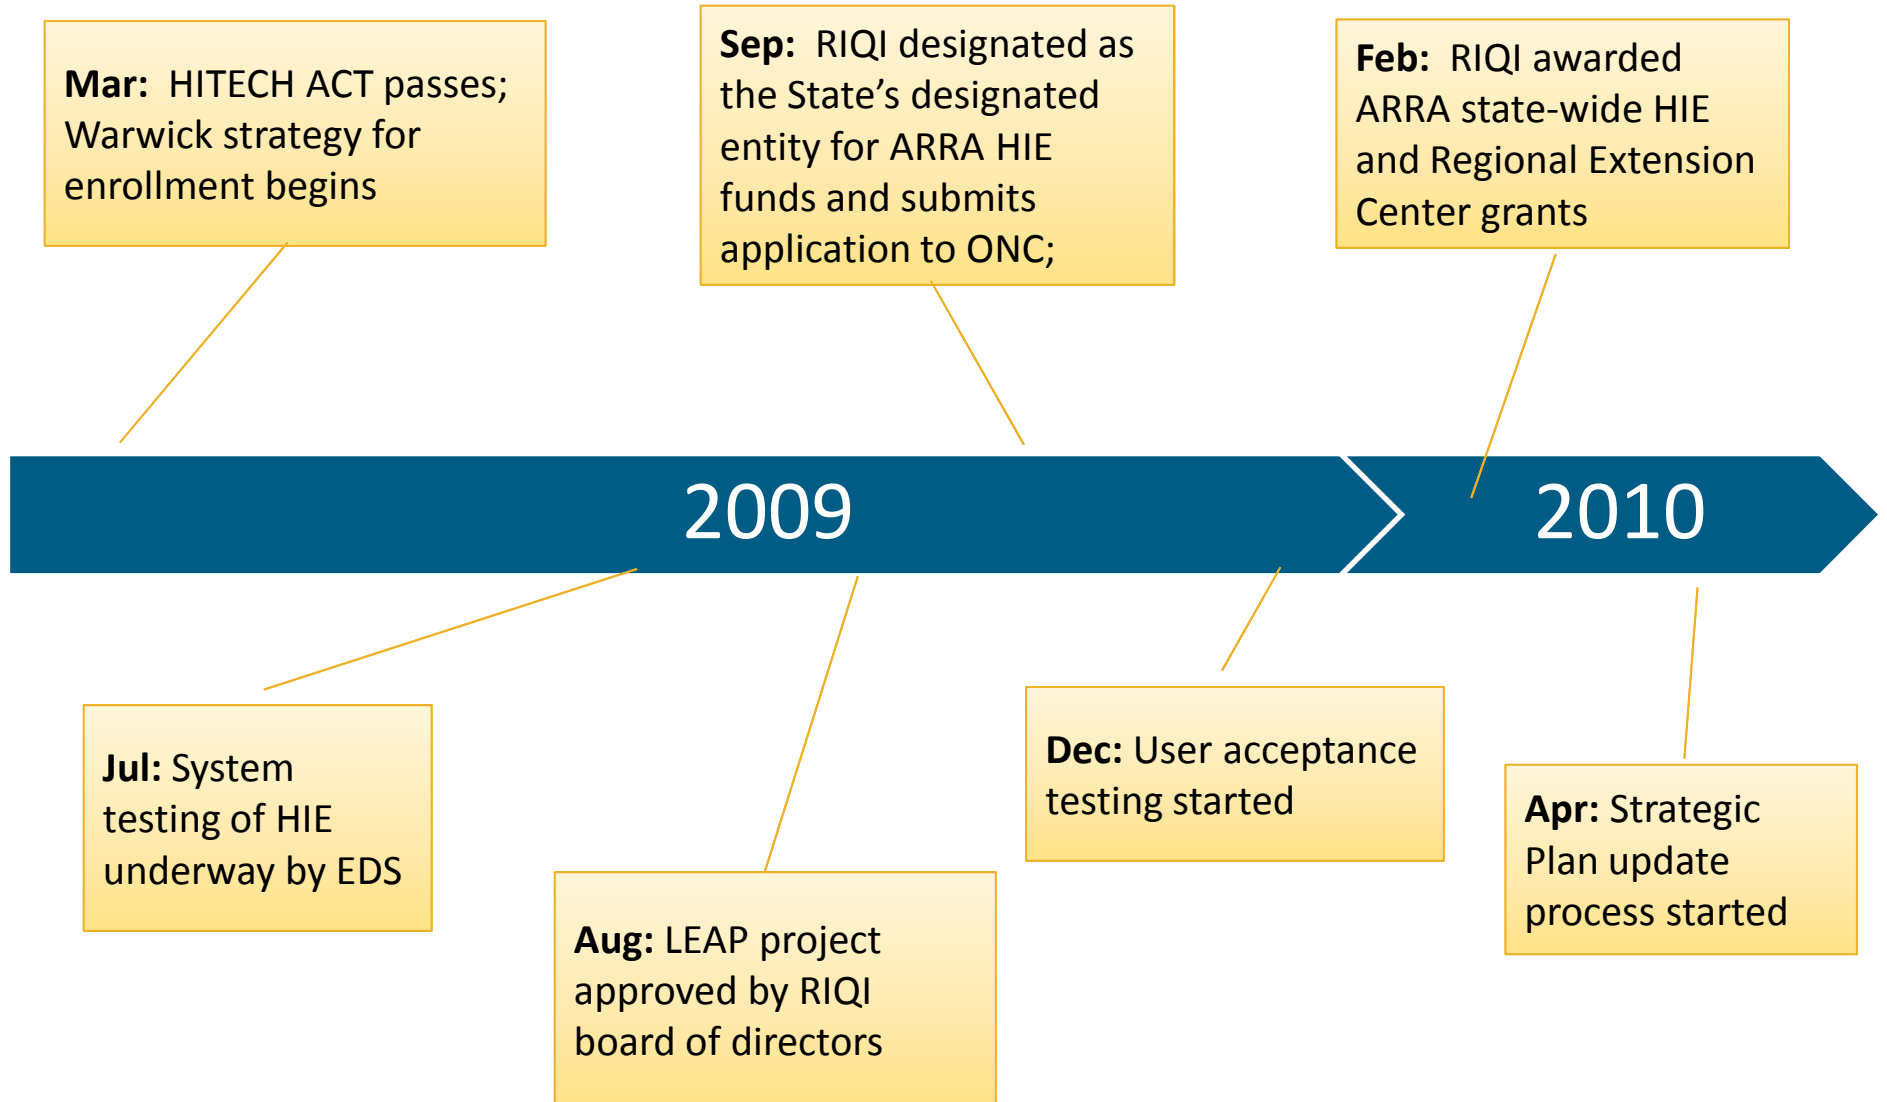 Mar: HITECH ACT passes;
Warwick strategy for
enrollment begins
Sep: RIQI designated as
the State’s designated
entity for ARRA HIE
funds and submits
application to ONC;
Feb: RIQI awarded
ARRA state-wide HIE
and Regional Extension
Center grants
2009
2010
Jul: System
testing of HIE
underway by EDS
Aug: LEAP project
approved by RIQI
board of directors
Dec: User acceptance
testing started
Apr: Strategic
Plan update
process started